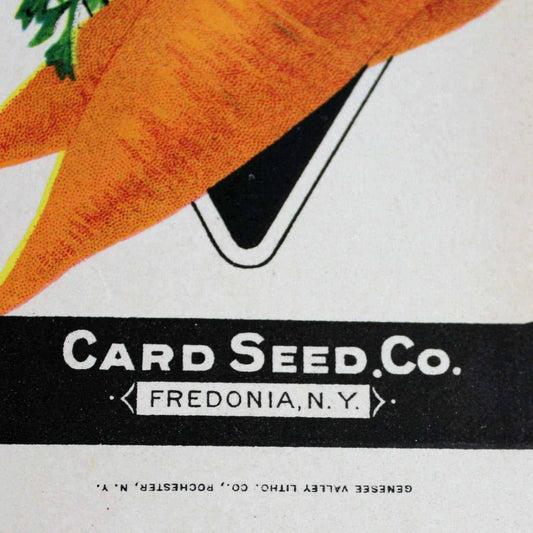 CARD SEED.CO.
FREDONIA, N.Y.
GENESEE VALLEY LITHO. CO., ROCHESTER, N. Y.